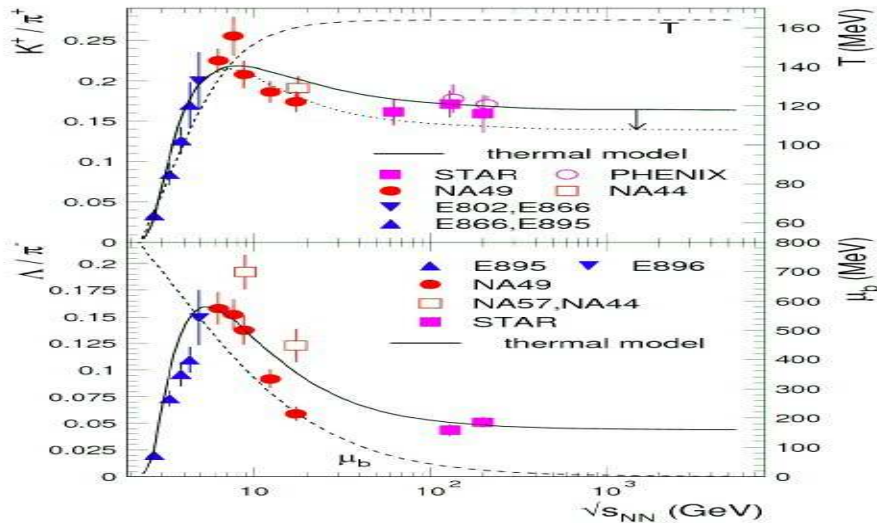 K⁺/π⁺
T (MeV)
0.25
0.2
0.15
0.1
0.05
0
160
140
120
100
80
60
T
thermal model
STAR
PHENIX
NA49
NA44
E802,E866
E866,E895
Λ/π⁻
μb (MeV)
0.2
0.175
0.15
0.125
0.1
0.075
0.05
0.025
0
800
700
600
500
400
300
200
100
0
E895
E896
NA49
NA57,NA44
STAR
thermal model
μb
10
10²
10³
√sNN (GeV)